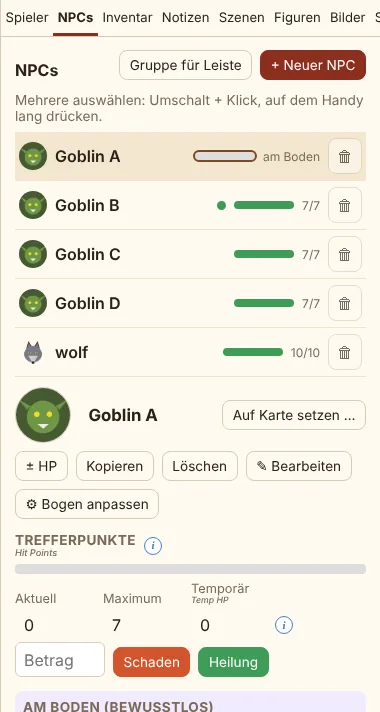 Spieler NPCs Inventar Notizen Szenen Figuren Bilder
NPCs Gruppe für Leiste + Neuer NPC
Mehrere auswählen: Umschalt + Klick, auf dem Handy
lang drücken.
Goblin A am Boden
Goblin B 7/7
Goblin C 7/7
Goblin D 7/7
wolf 10/10
Goblin A Auf Karte setzen ...
± HP Kopieren Löschen ✎ Bearbeiten
⚙ Bogen anpassen
TREFFERPUNKTE i
Hit Points
Aktuell Maximum Temporär
Temp HP
0 7 0 i
Betrag Schaden Heilung
AM BODEN (BEWUSSTLOS)